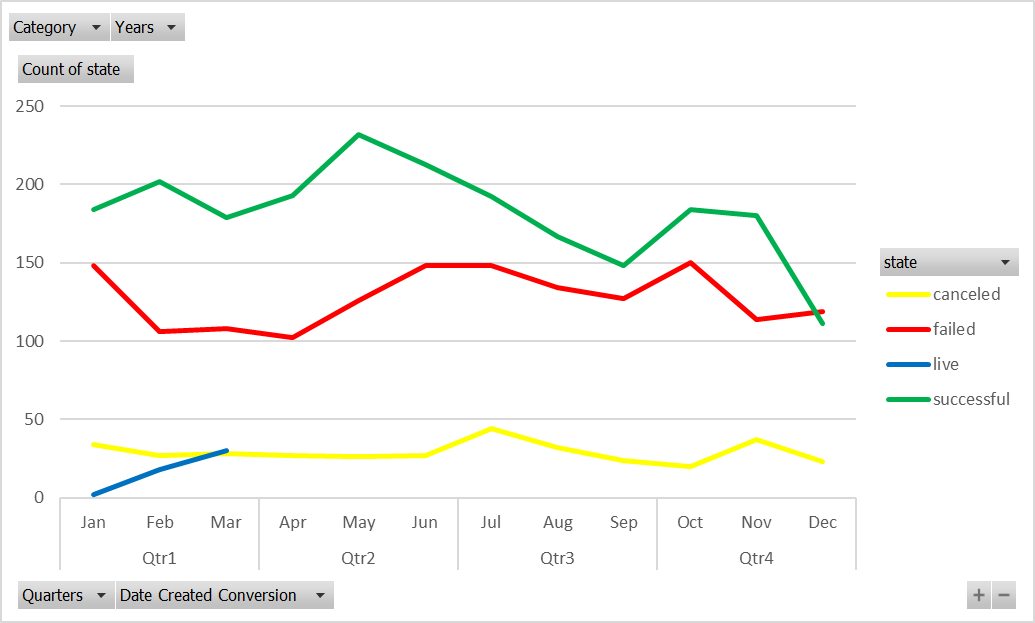 Category Years
Count of state
250
200
150
100
50
0
Jan Feb Mar Apr May Jun Jul Aug Sep Oct Nov Dec
Qtr1 Qtr2 Qtr3 Qtr4
state
canceled
failed
live
successful
Quarters Date Created Conversion + −